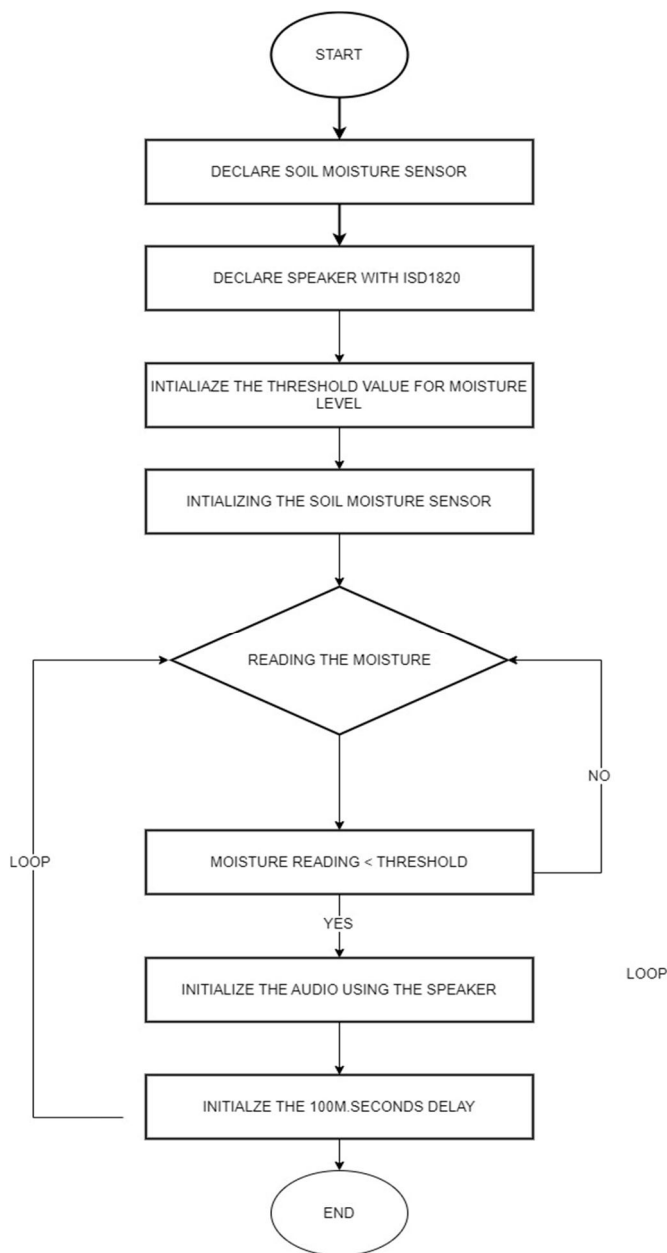 START
DECLARE SOIL MOISTURE SENSOR
DECLARE SPEAKER WITH ISD1820
INTIALIAZE THE THRESHOLD VALUE FOR MOISTURE
LEVEL
INTIALIZING THE SOIL MOISTURE SENSOR
READING THE MOISTURE
NO
LOOP
MOISTURE READING < THRESHOLD
YES
INITIALIZE THE AUDIO USING THE SPEAKER
LOOP
INITIALZE THE 100M.SECONDS DELAY
END